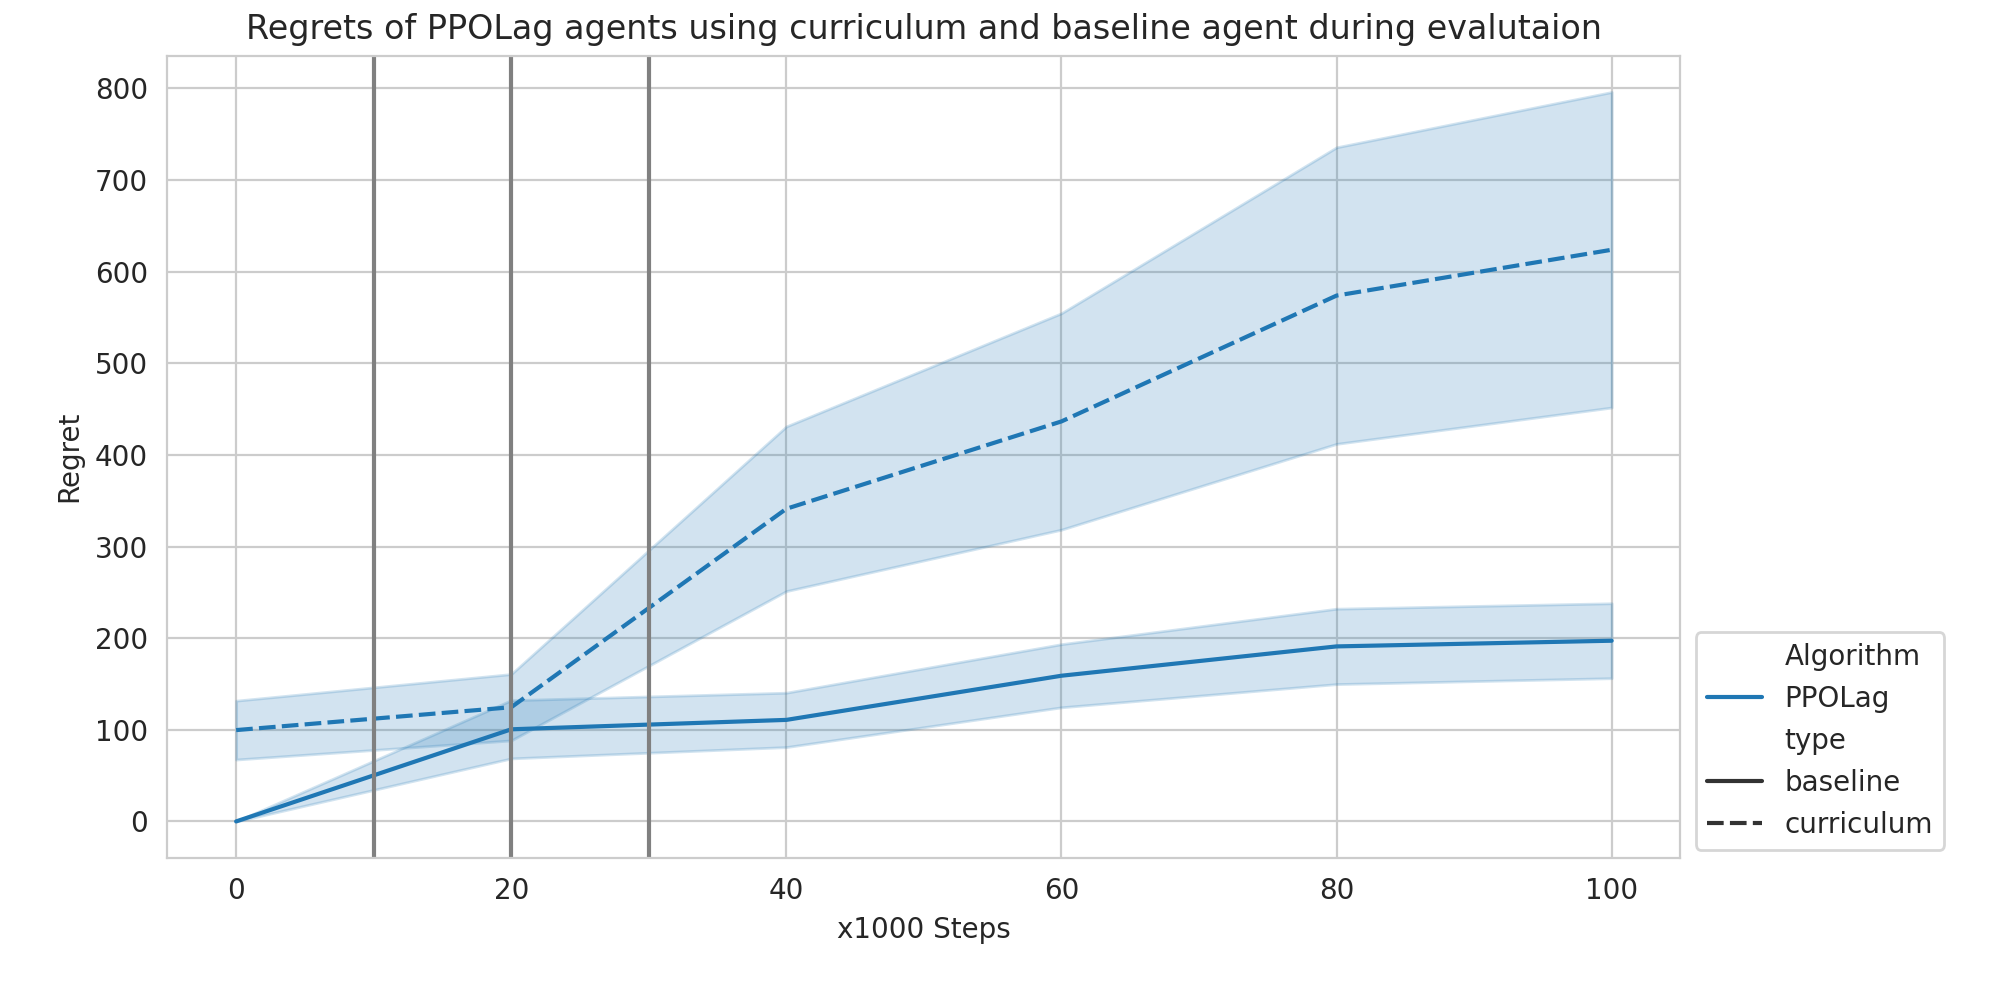 Regrets of PPOLag agents using curriculum and baseline agent during evalutaion
800
700
600
500
400
300
200
100
0
Regret
0 20 40 60 80 100
x1000 Steps
Algorithm
PPOLag
type
baseline
curriculum